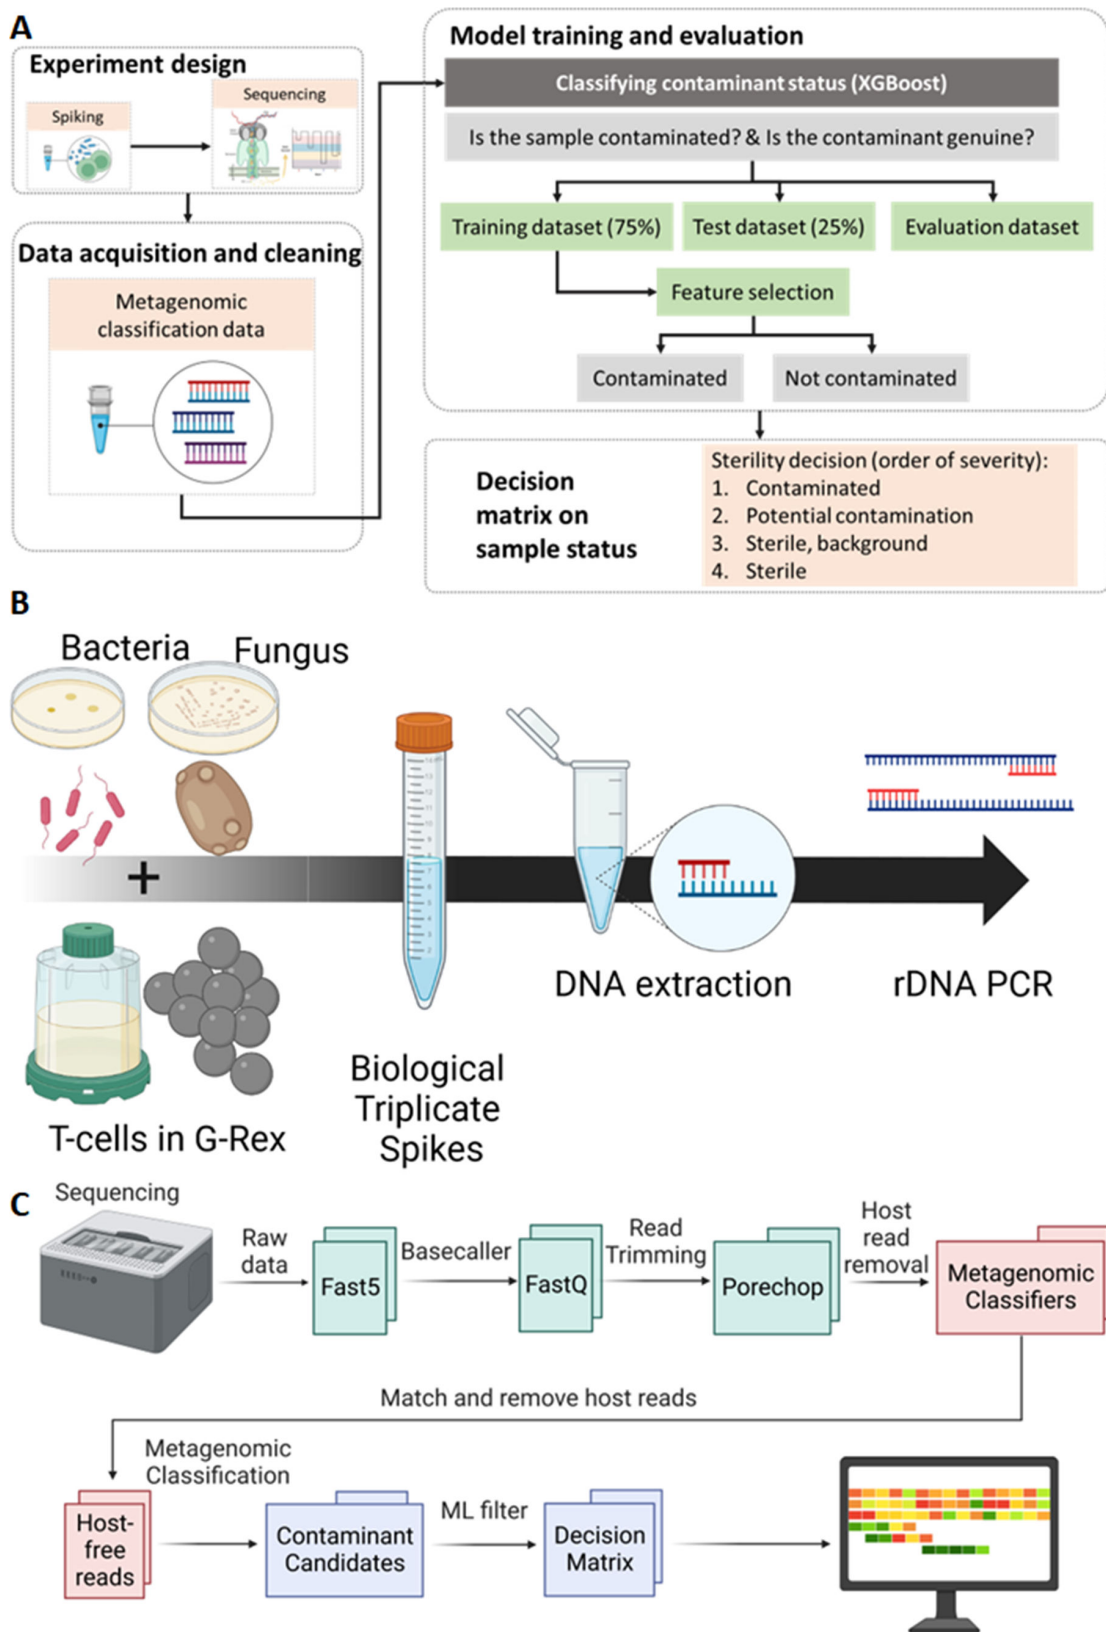 A
Experiment design
Spiking
Sequencing
Data acquisition and cleaning
Metagenomic
classification data
Model training and evaluation
Classifying contaminant status (XGBoost)
Is the sample contaminated? & Is the contaminant genuine?
Training dataset (75%)
Test dataset (25%)
Evaluation dataset
Feature selection
Contaminated
Not contaminated
Decision
matrix on
sample status
Sterility decision (order of severity):
1. Contaminated
2. Potential contamination
3. Sterile, background
4. Sterile
B
Bacteria
Fungus
+
T-cells in G-Rex
Biological
Triplicate
Spikes
DNA extraction
rDNA PCR
C
Sequencing
Raw
data
Fast5
Basecaller
FastQ
Read
Trimming
Porechop
Host
read
removal
Metagenomic
Classifiers
Match and remove host reads
Metagenomic
Classification
Host-
free
reads
Contaminant
Candidates
ML filter
Decision
Matrix